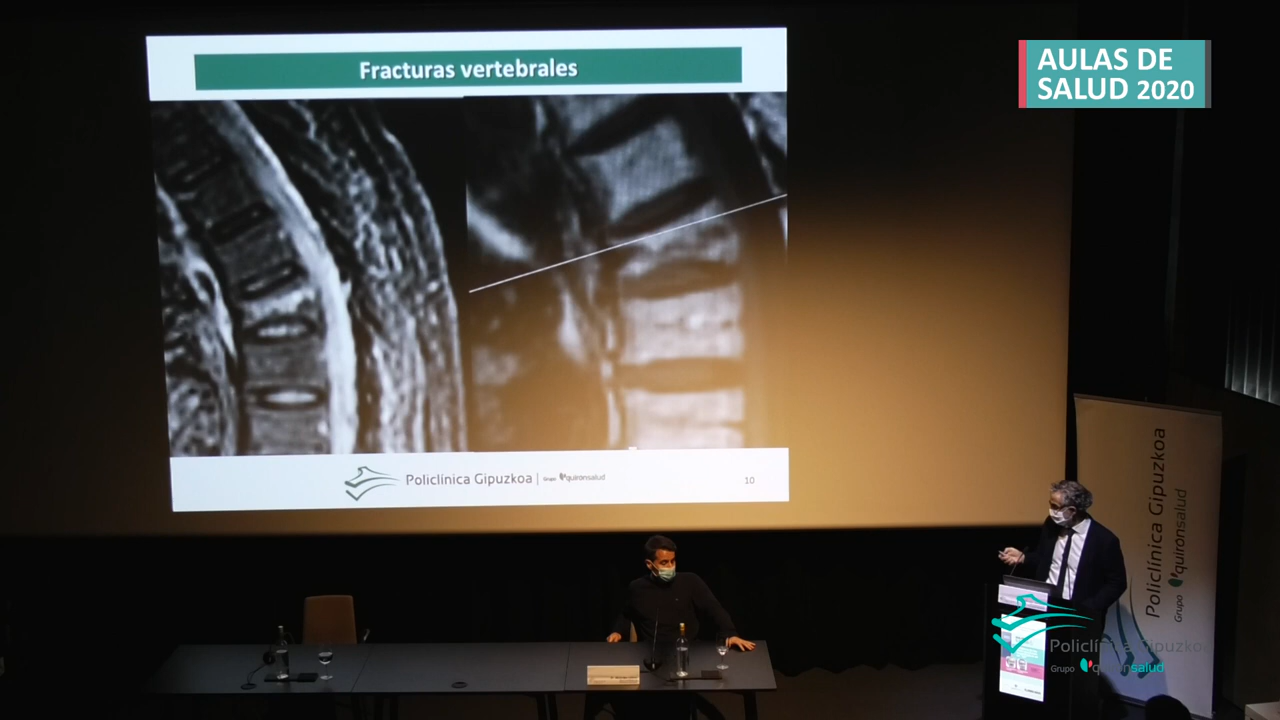 Fracturas vertebrales
AULAS DE
SALUD 2020
Policlínica Gipuzkoa
Grupo quirónsalud
10
Policlínica Gipuzkoa
Grupo quirónsalud
Policlínica Gipuzkoa
Grupo quirónsalud